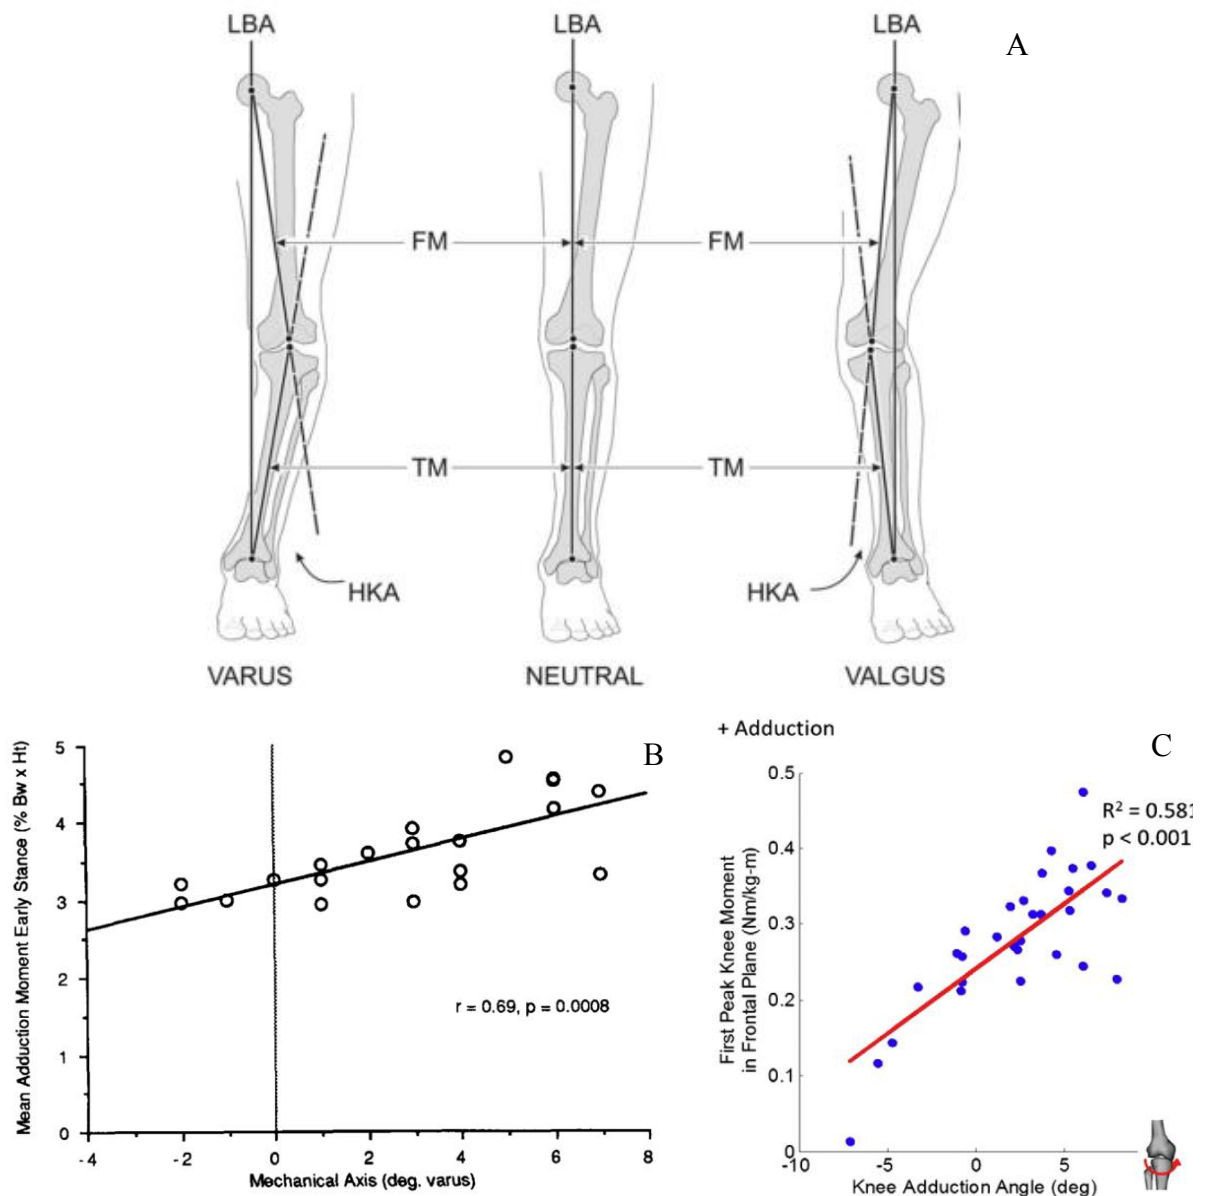 LBA LBA LBA
A
FM FM
TM TM
HKA HKA
VARUS NEUTRAL VALGUS
B
Mean Adduction Moment Early Stance (% Bw x Ht)
5
4
3
2
1
0
r = 0.69, p = 0.0008
-4 -2 0 2 4 6 8
Mechanical Axis (deg. varus)
+ Adduction
C
First Peak Knee Moment
in Frontal Plane (Nm/kg-m)
0.5
0.4
0.3
0.2
0.1
0
R² = 0.581
p < 0.001
-10 -5 0 5
Knee Adduction Angle (deg)